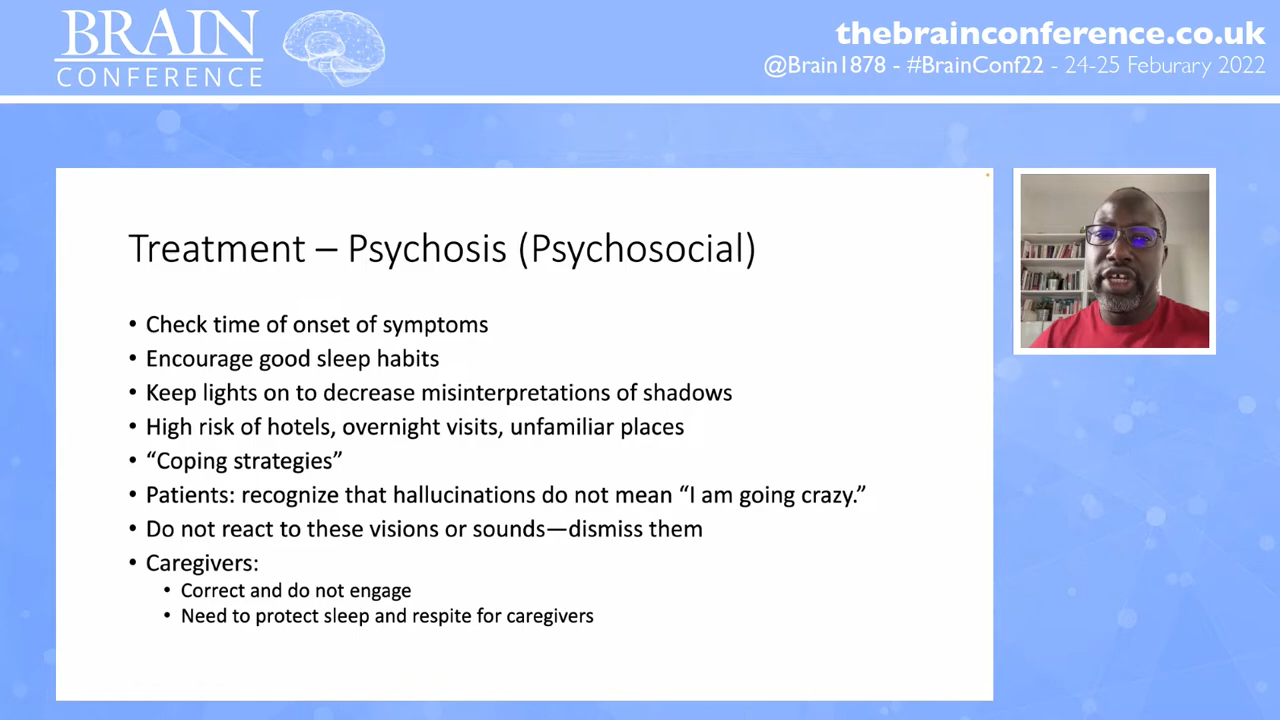 BRAIN
CONFERENCE
thebrainconference.co.uk
@Brain1878 - #BrainConf22 - 24-25 Feburary 2022
Treatment – Psychosis (Psychosocial)
• Check time of onset of symptoms
• Encourage good sleep habits
• Keep lights on to decrease misinterpretations of shadows
• High risk of hotels, overnight visits, unfamiliar places
• “Coping strategies”
• Patients: recognize that hallucinations do not mean “I am going crazy.”
• Do not react to these visions or sounds—dismiss them
• Caregivers:
• Correct and do not engage
• Need to protect sleep and respite for caregivers